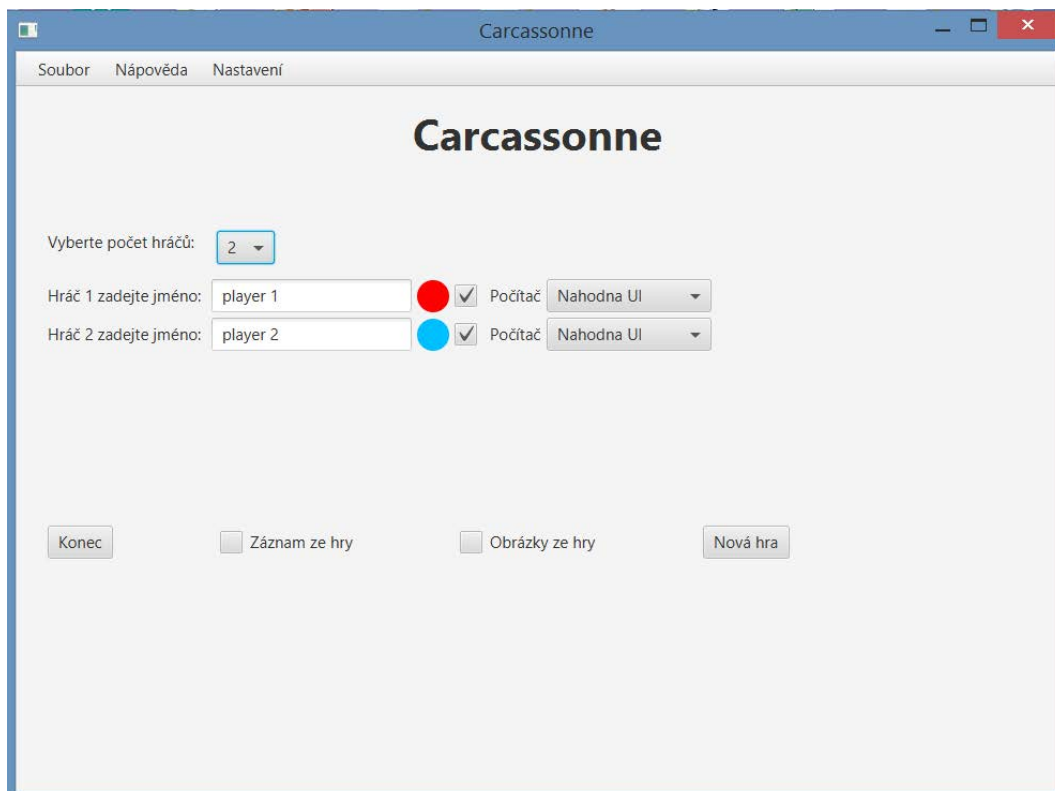 Carcassonne
Soubor Nápověda Nastavení
Carcassonne
Vyberte počet hráčů: 2
Hráč 1 zadejte jméno: player 1 Počítač Nahodna UI
Hráč 2 zadejte jméno: player 2 Počítač Nahodna UI
Konec Záznam ze hry Obrázky ze hry Nová hra